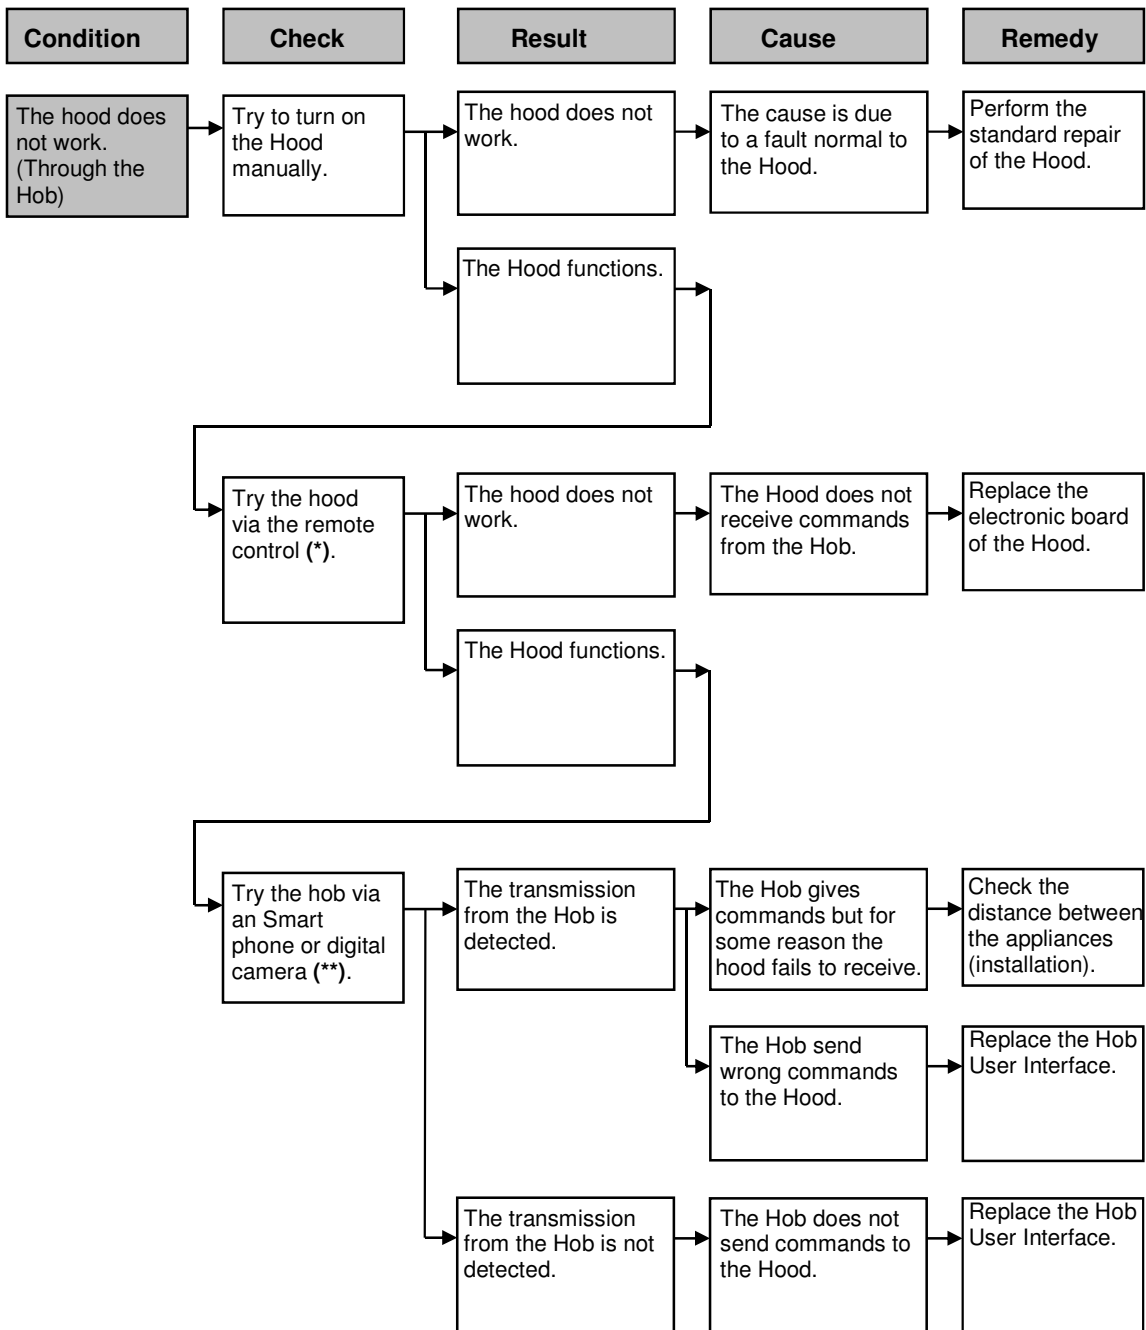 Condition
Check
Result
Cause
Remedy
The hood does
not work.
(Through the
Hob)
Try to turn on
the Hood
manually.
The hood does not
work.
The cause is due
to a fault normal to
the Hood.
Perform the
standard repair
of the Hood.
The Hood functions.
Try the hood
via the remote
control (*).
The hood does not
work.
The Hood does not
receive commands
from the Hob.
Replace the
electronic board
of the Hood.
The Hood functions.
Try the hob via
an Smart
phone or digital
camera (**).
The transmission
from the Hob is
detected.
The Hob gives
commands but for
some reason the
hood fails to receive.
Check the
distance between
the appliances
(installation).
The Hob send
wrong commands
to the Hood.
Replace the Hob
User Interface.
The transmission
from the Hob is not
detected.
The Hob does not
send commands to
the Hood.
Replace the Hob
User Interface.